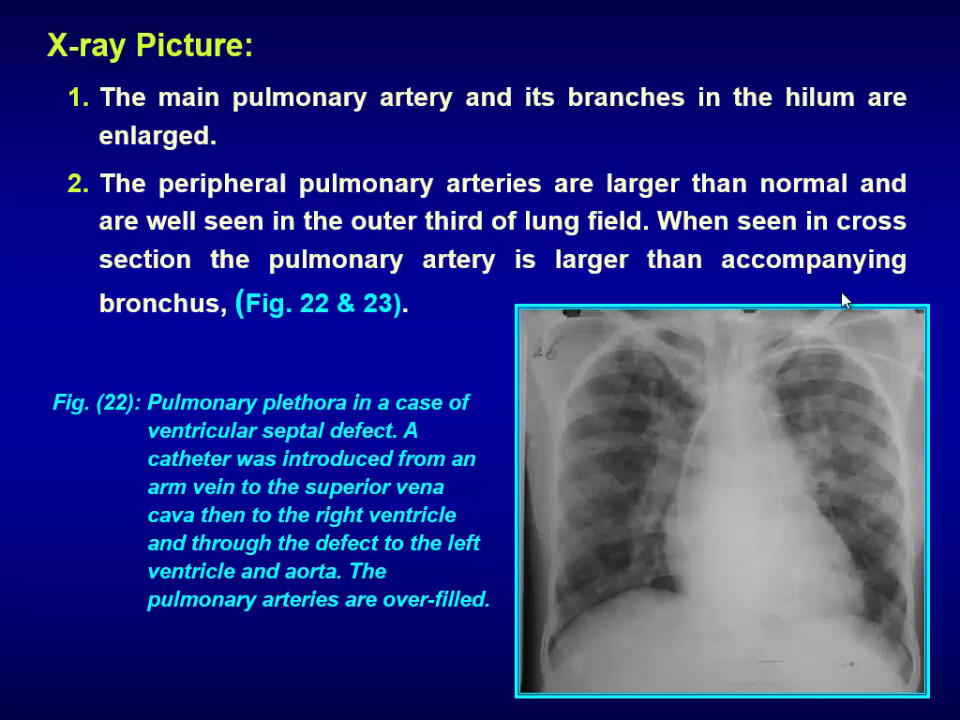 X-ray Picture:
1. The main pulmonary artery and its branches in the hilum are
enlarged.
2. The peripheral pulmonary arteries are larger than normal and
are well seen in the outer third of lung field. When seen in cross
section the pulmonary artery is larger than accompanying
bronchus, (Fig. 22 & 23).
Fig. (22): Pulmonary plethora in a case of
ventricular septal defect. A
catheter was introduced from an
arm vein to the superior vena
cava then to the right ventricle
and through the defect to the left
ventricle and aorta. The
pulmonary arteries are over-filled.